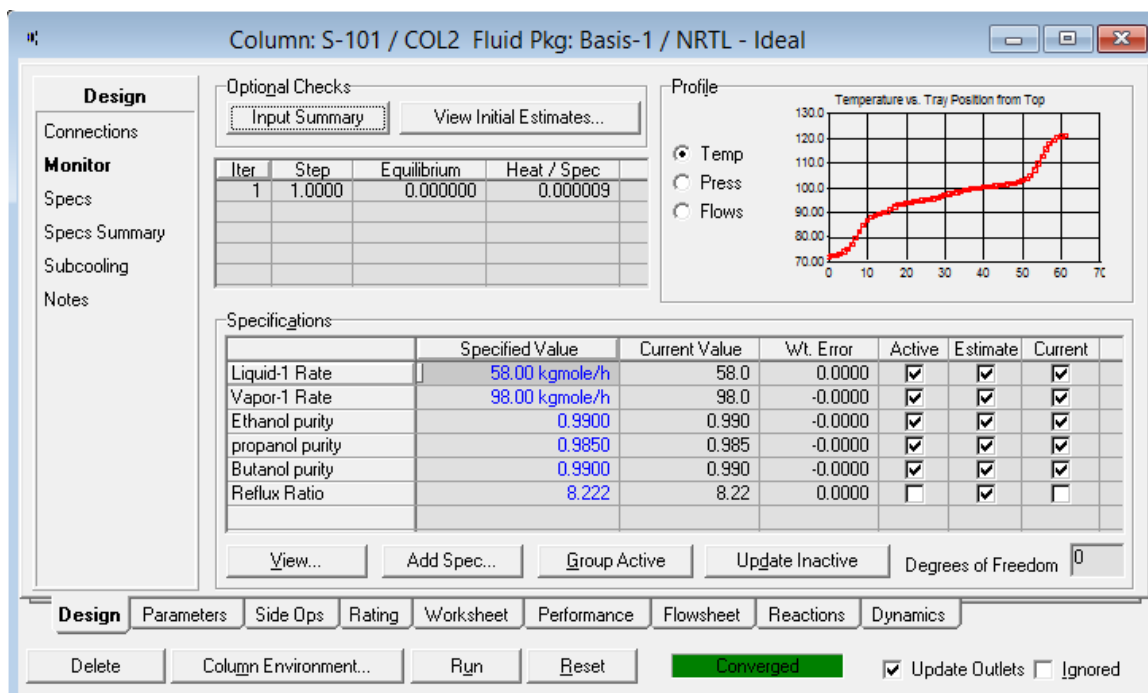 Column: S-101 / COL2 Fluid Pkg: Basis-1 / NRTL - Ideal
Design
Connections
Monitor
Specs
Specs Summary
Subcooling
Notes
Optional Checks
Input Summary
View Initial Estimates...
Iter Step Equilibrium Heat / Spec
1 1.0000 0.000000 0.000009
Profile
Temp
Press
Flows
Temperature vs. Tray Position from Top
130.0
120.0
110.0
100.0
90.00
80.00
70.00
0 10 20 30 40 50 60 7(
Specifications
Specified Value Current Value Wt. Error Active Estimate Current
Liquid-1 Rate 58.00 kgmole/h 58.0 0.0000
Vapor-1 Rate 98.00 kgmole/h 98.0 -0.0000
Ethanol purity 0.9900 0.990 -0.0000
propanol purity 0.9850 0.985 -0.0000
Butanol purity 0.9900 0.990 -0.0000
Reflux Ratio 8.222 8.22 0.0000
View... Add Spec... Group Active Update Inactive Degrees of Freedom 0
Design Parameters Side Ops Rating Worksheet Performance Flowsheet Reactions Dynamics
Delete Column Environment... Run Reset Converged Update Outlets Ignored